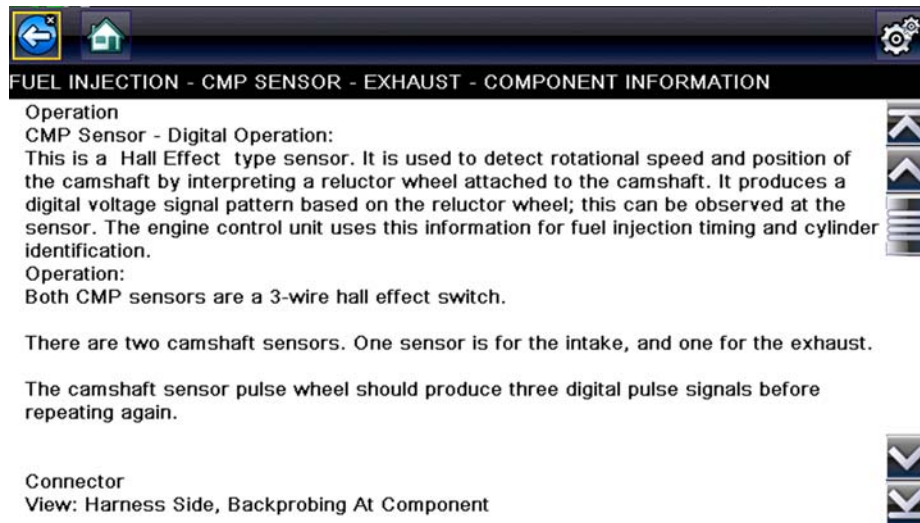 FUEL INJECTION - CMP SENSOR - EXHAUST - COMPONENT INFORMATION
Operation
CMP Sensor - Digital Operation:
This is a Hall Effect type sensor. It is used to detect rotational speed and position of
the camshaft by interpreting a reluctor wheel attached to the camshaft. It produces a
digital voltage signal pattern based on the reluctor wheel; this can be observed at the
sensor. The engine control unit uses this information for fuel injection timing and cylinder
identification.
Operation:
Both CMP sensors are a 3-wire hall effect switch.
There are two camshaft sensors. One sensor is for the intake, and one for the exhaust.
The camshaft sensor pulse wheel should produce three digital pulse signals before
repeating again.
Connector
View: Harness Side, Backprobing At Component